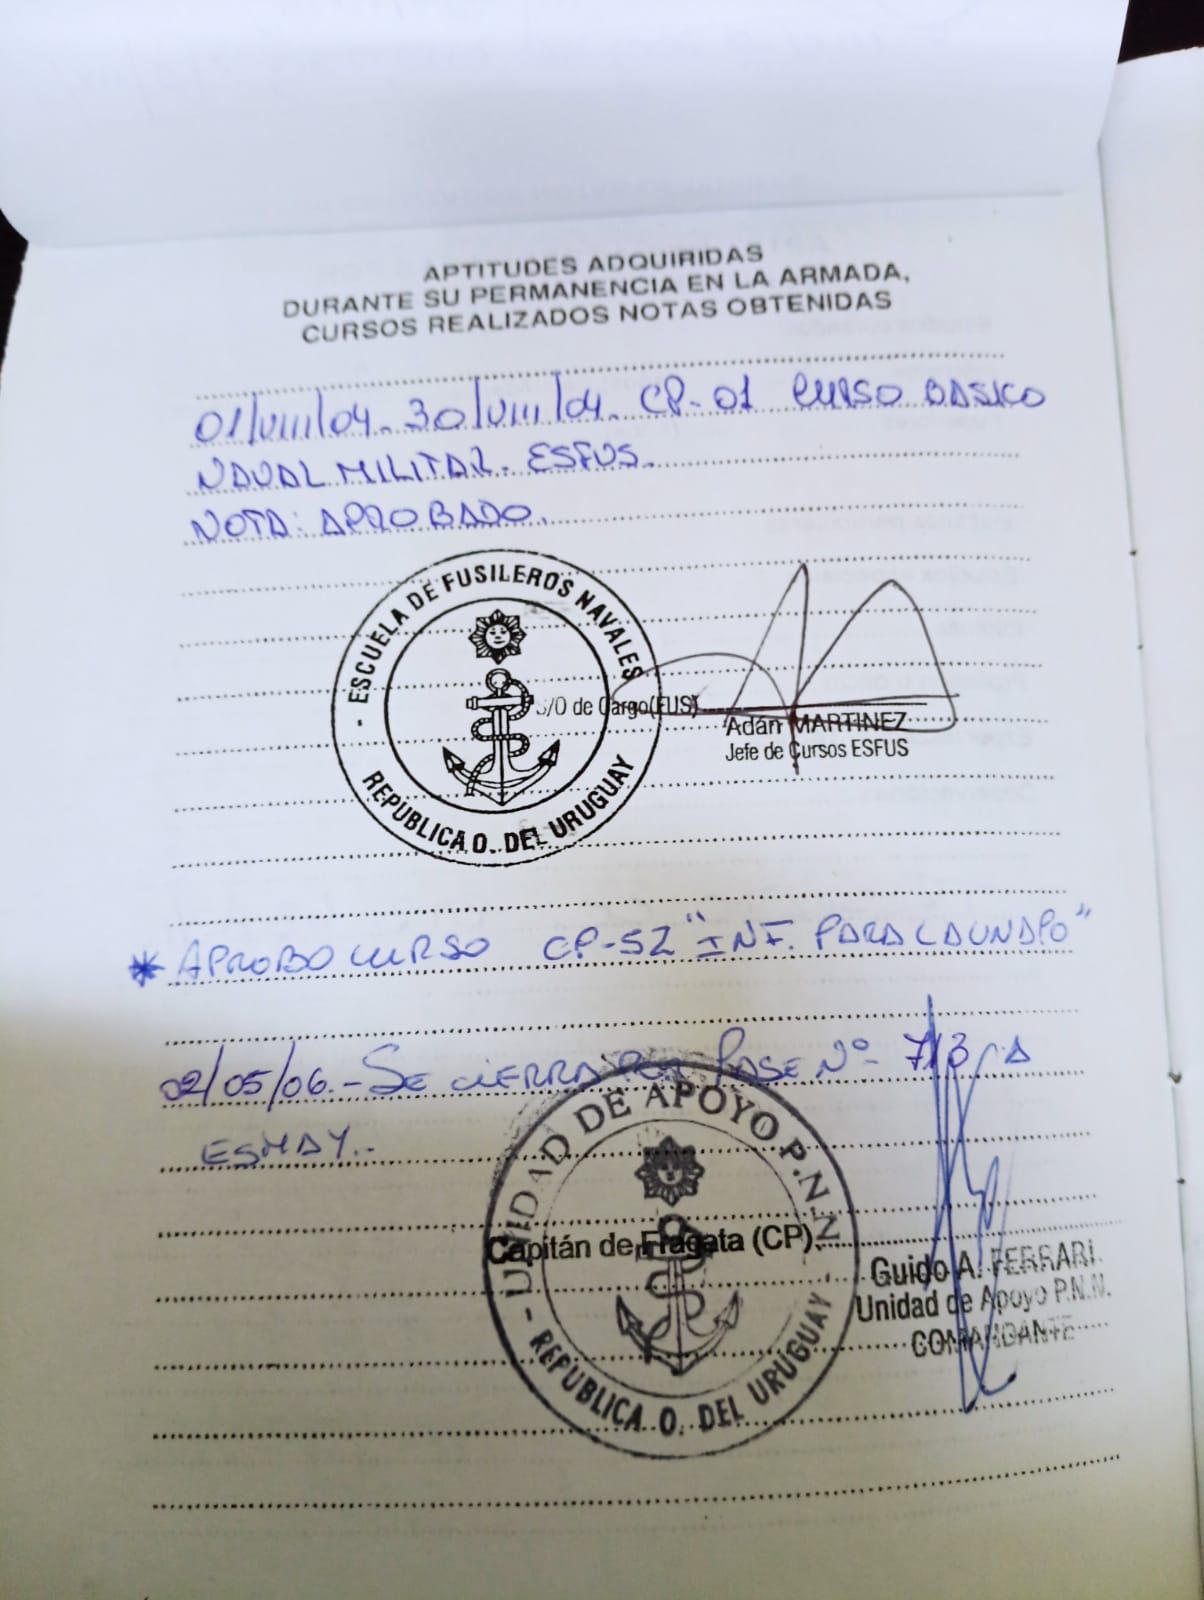 APTITUDES ADQUIRIDAS
DURANTE SU PERMANENCIA EN LA ARMADA,
CURSOS REALIZADOS NOTAS OBTENIDAS
01/VIII/04. 30/VIII/04. CP-01 CURSO BASICO
NAVAL MILITAR. ESFUS.
NOTA: APROBADO.
- ESCUELA DE FUSILEROS NAVALES -
REPUBLICA O. DEL URUGUAY
S/O de Cargo(FUS)
Adán MARTINEZ
Jefe de Cursos ESFUS
* APROBO CURSO CP-52 "INF. PARA
02/05/06.- SE CIERRA POR PASE Nº
ESMAY.-
- UNIDAD DE APOYO P.N.N. -
REPUBLICA O. DEL URUGUAY
Capitán de Fragata (CP)
Guido A. FERRARI.
Unidad de Apoyo P.N.N.
COMANDANTE